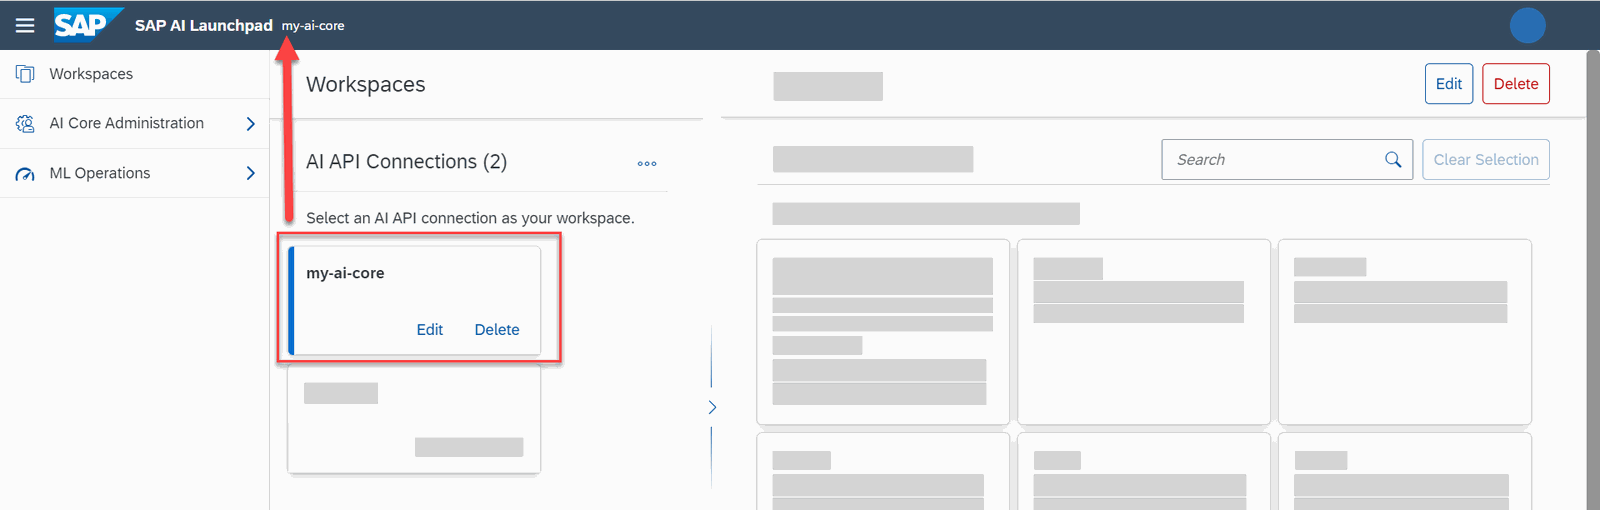 SAP SAP AI Launchpad my-ai-core
Workspaces
AI Core Administration
ML Operations
Workspaces
AI API Connections (2)
Select an AI API connection as your workspace.
my-ai-core
Edit Delete
Edit Delete
Search Clear Selection